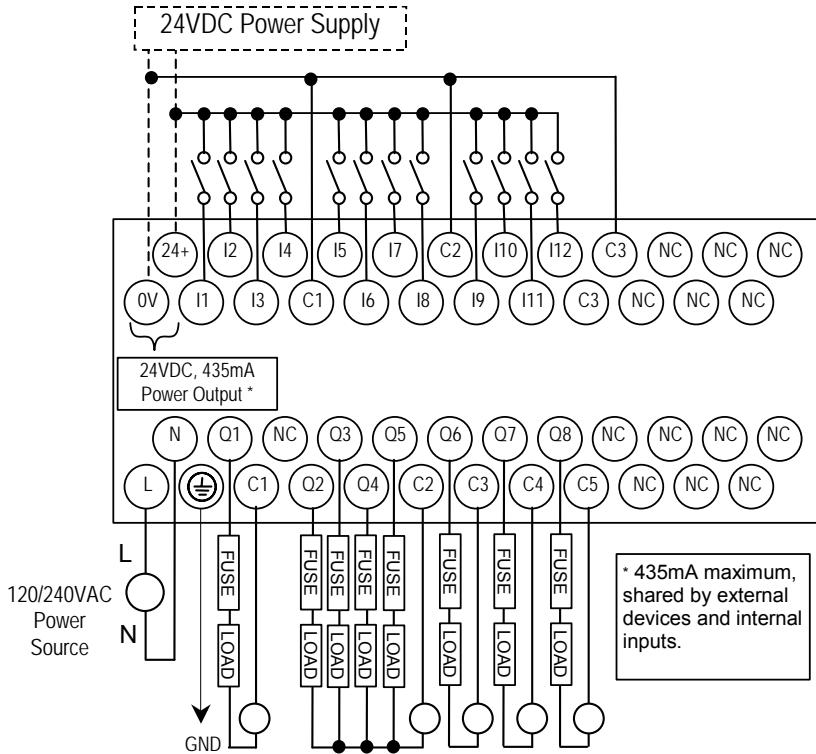 24VDC Power Supply
24+ I2 I4 I5 I7 C2 I10 I12 C3 NC NC NC
0V I1 I3 C1 I6 I8 I9 I11 C3 NC NC NC
24VDC, 435mA
Power Output *
N Q1 NC Q3 Q5 Q6 Q7 Q8 NC NC NC NC
L C1 Q2 Q4 C2 C3 C4 C5 NC NC NC
L
120/240VAC
Power
Source
N
FUSE FUSE FUSE FUSE FUSE FUSE FUSE FUSE
LOAD LOAD LOAD LOAD LOAD LOAD LOAD LOAD
* 435mA maximum,
shared by external
devices and internal
inputs.
GND